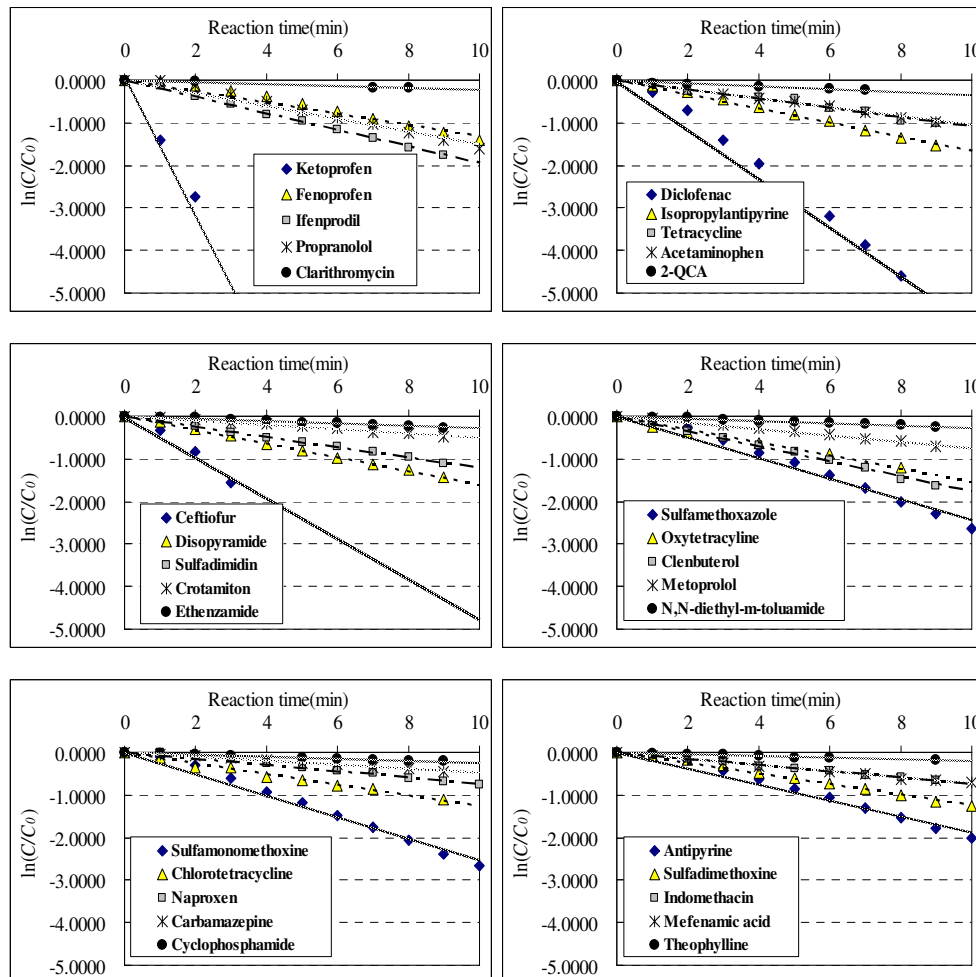 Reaction time(min)
0 2 4 6 8 10
0.0000
-1.0000
-2.0000
-3.0000
-4.0000
-5.0000
ln(C/C0)
Ketoprofen
Fenoprofen
Ifenprodil
Propranolol
Clarithromycin
Reaction time(min)
0 2 4 6 8 10
0.0000
-1.0000
-2.0000
-3.0000
-4.0000
-5.0000
ln(C/C0)
Diclofenac
Isopropylantipyrine
Tetracycline
Acetaminophen
2-QCA
Reaction time(min)
0 2 4 6 8 10
0.0000
-1.0000
-2.0000
-3.0000
-4.0000
-5.0000
ln(C/C0)
Ceftiofur
Disopyramide
Sulfadimidin
Crotamiton
Ethenzamide
Reaction time(min)
0 2 4 6 8 10
0.0000
-1.0000
-2.0000
-3.0000
-4.0000
-5.0000
ln(C/C0)
Sulfamethoxazole
Oxytetracyline
Clenbuterol
Metoprolol
N,N-diethyl-m-toluamide
Reaction time(min)
0 2 4 6 8 10
0.0000
-1.0000
-2.0000
-3.0000
-4.0000
-5.0000
ln(C/C0)
Sulfamonomethoxine
Chlorotetracycline
Naproxen
Carbamazepine
Cyclophosphamide
Reaction time(min)
0 2 4 6 8 10
0.0000
-1.0000
-2.0000
-3.0000
-4.0000
-5.0000
ln(C/C0)
Antipyrine
Sulfadimethoxine
Indomethacin
Mefenamic acid
Theophylline